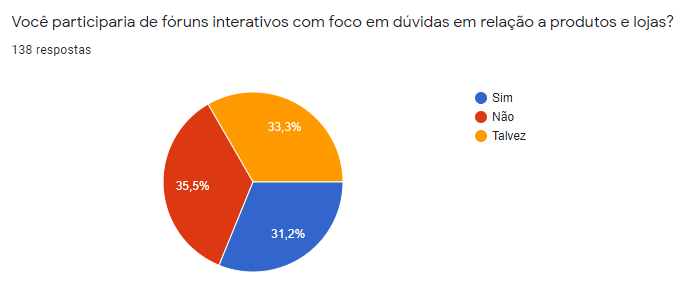 Você participaria de fóruns interativos com foco em dúvidas em relação a produtos e lojas?
138 respostas
Sim
Não
Talvez
33,3%
35,5%
31,2%